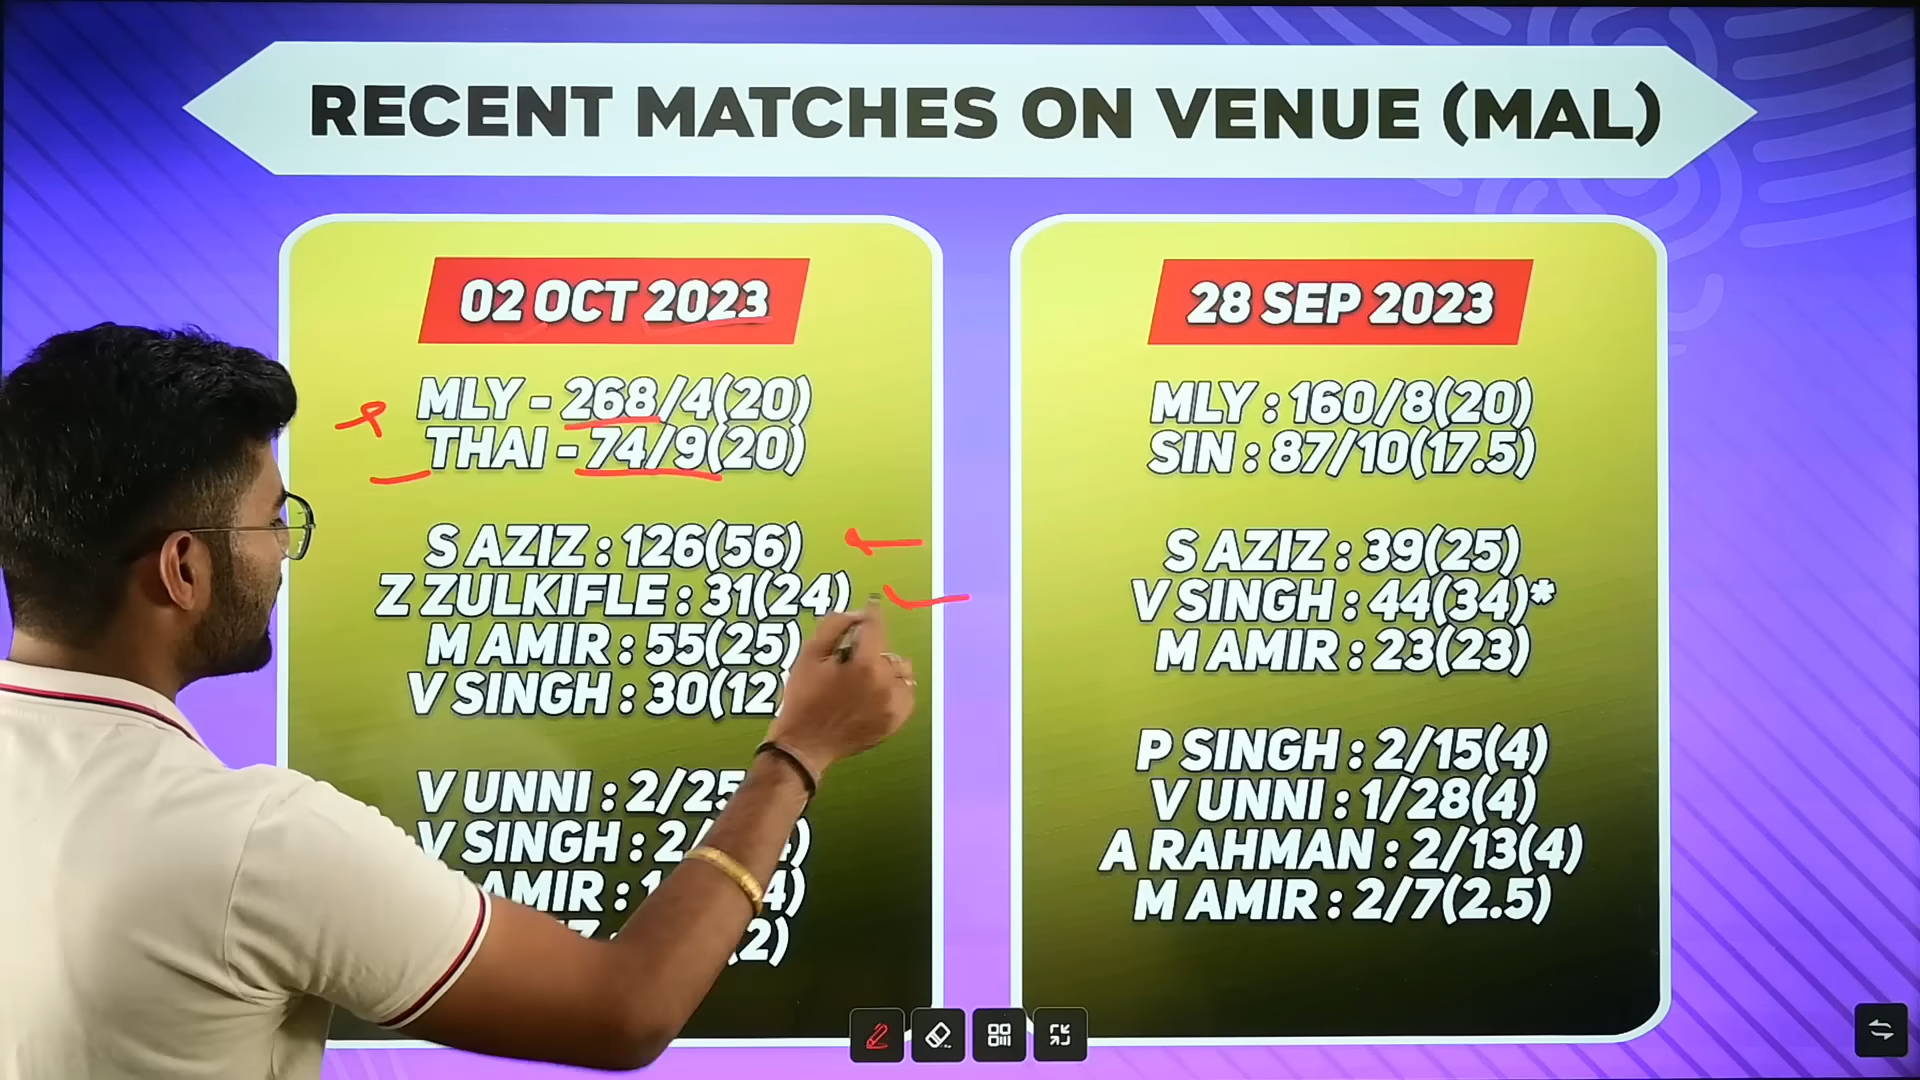 RECENT MATCHES ON VENUE (MAL)
02 OCT 2023
MLY - 268/4(20)
THAI - 74/9(20)
S AZIZ : 126(56)
Z ZULKIFLE : 31(24)
M AMIR : 55(25)
V SINGH : 30(12)
V UNNI : 2/25
V SINGH : 2/
AMIR :
28 SEP 2023
MLY : 160/8(20)
SIN : 87/10(17.5)
S AZIZ : 39(25)
V SINGH : 44(34)*
M AMIR : 23(23)
P SINGH : 2/15(4)
V UNNI : 1/28(4)
A RAHMAN : 2/13(4)
M AMIR : 2/7(2.5)